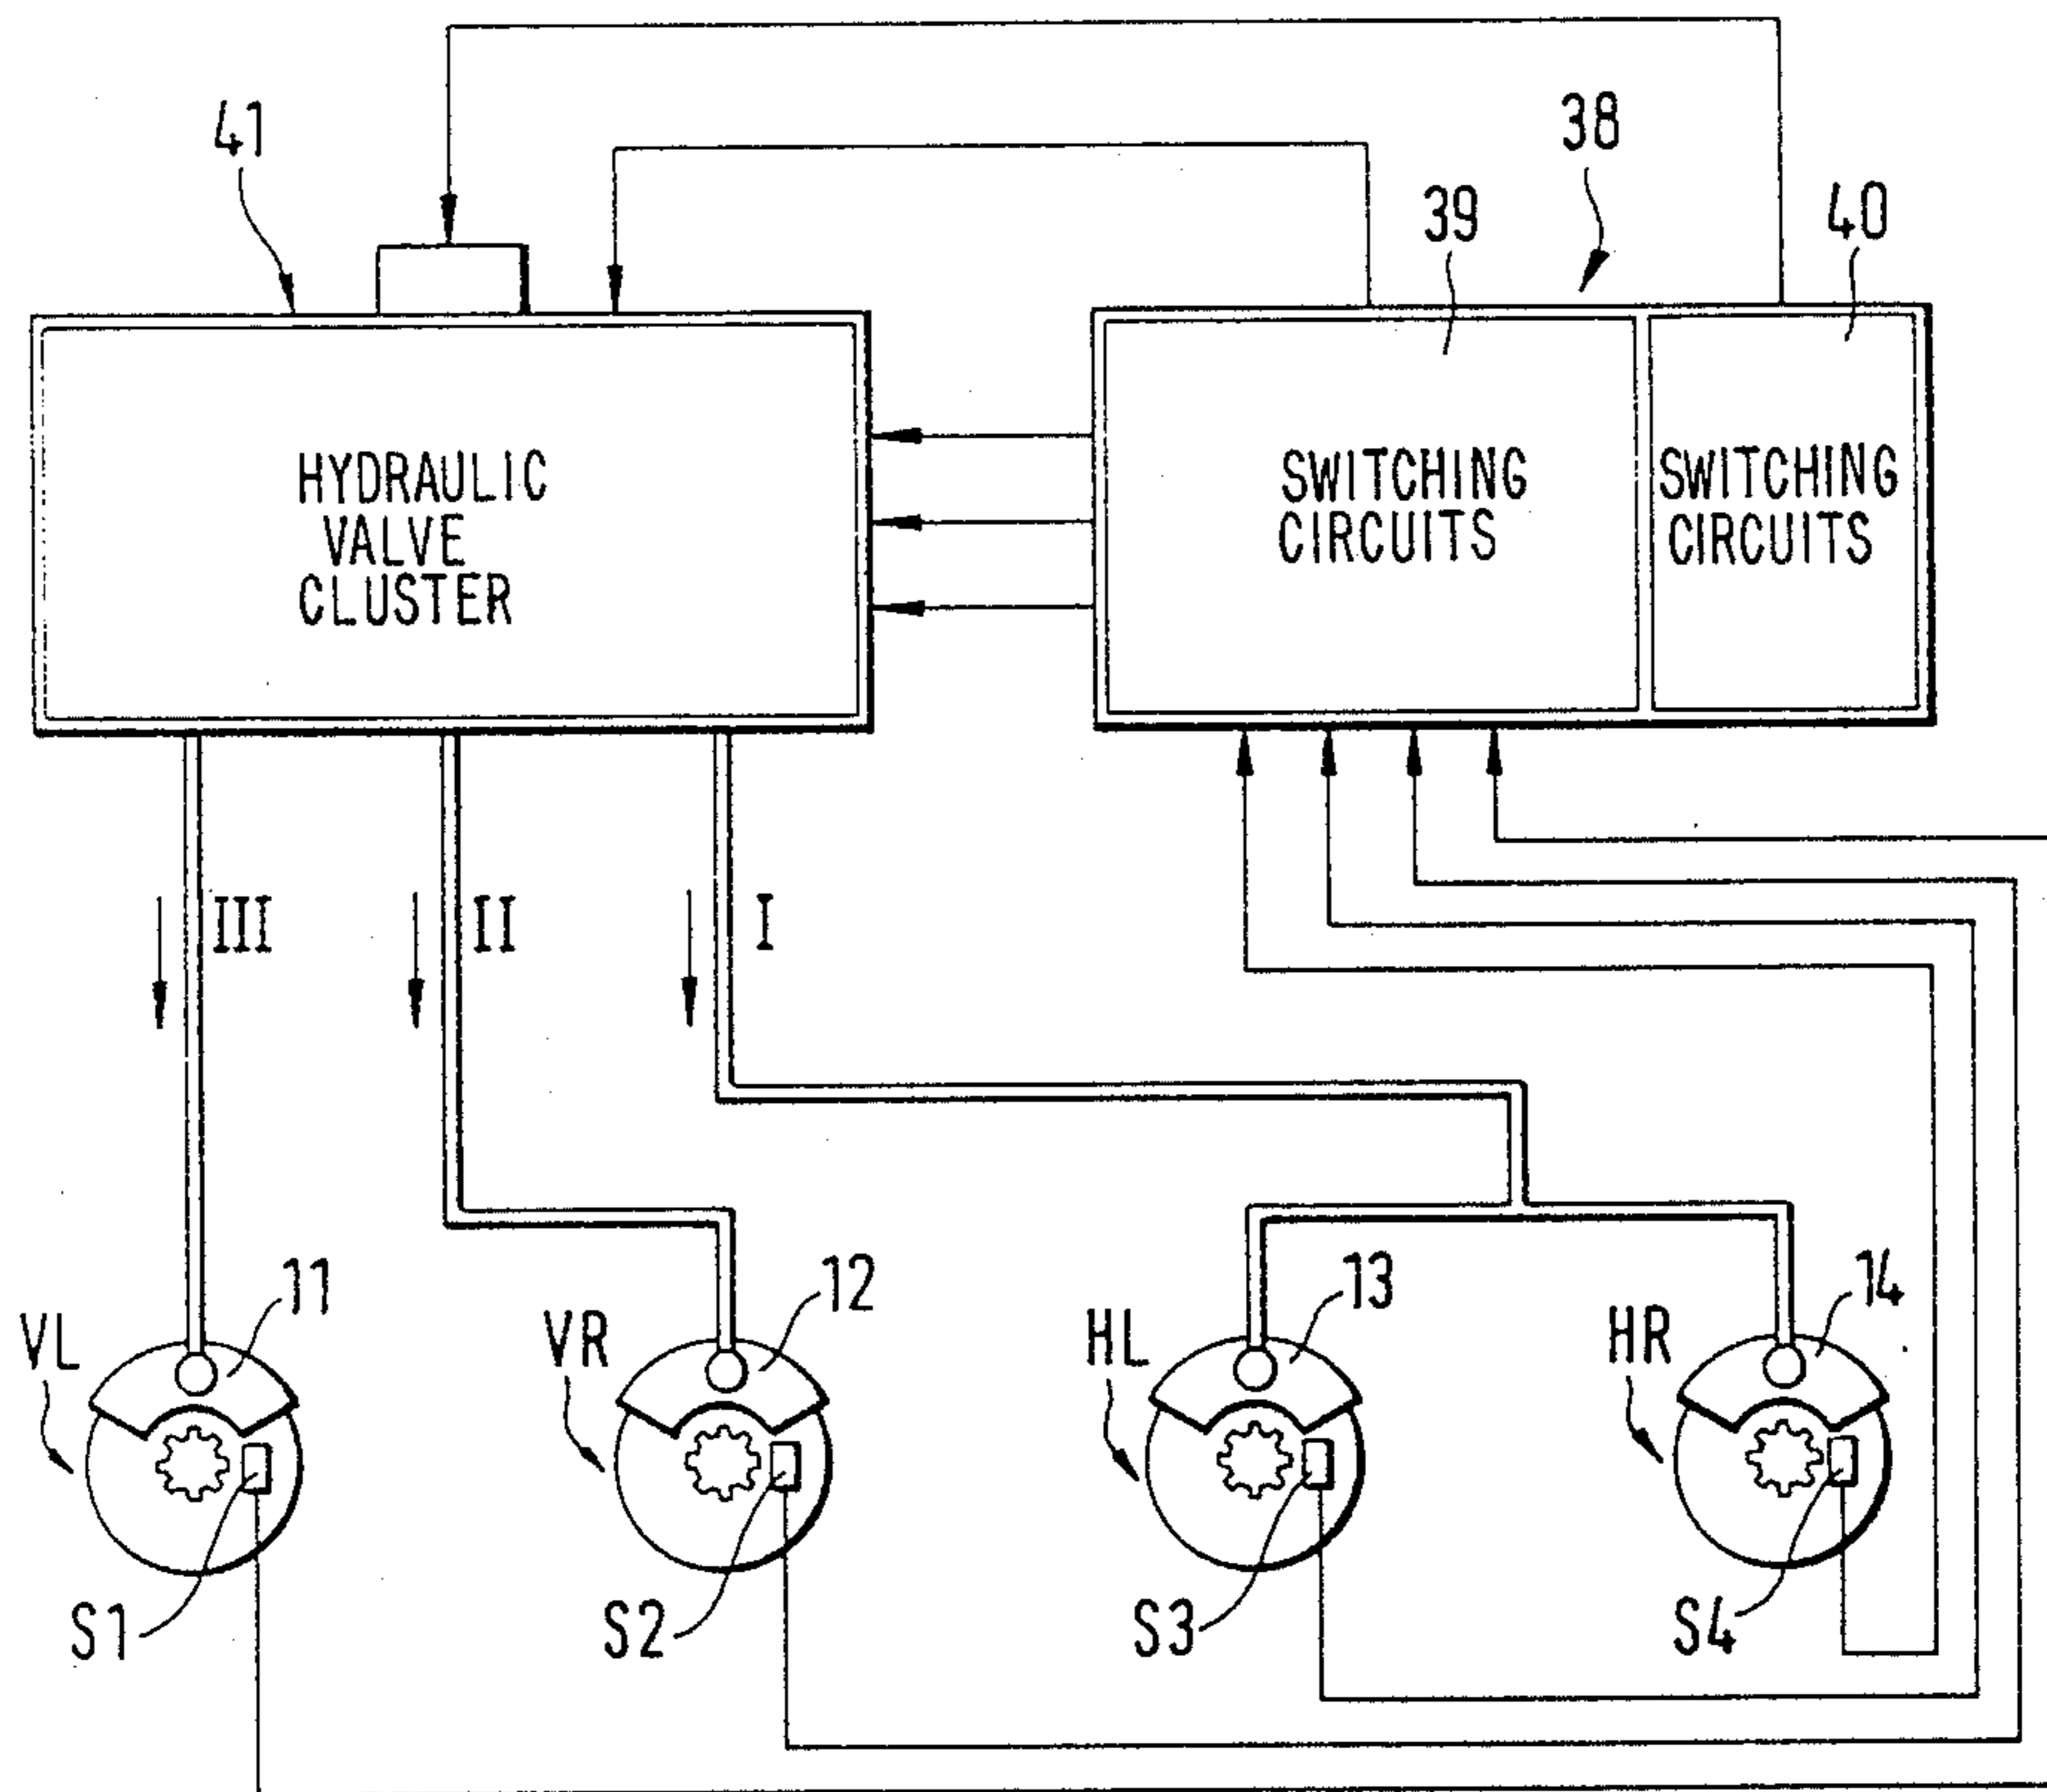 41
38
39
40
HYDRAULIC
VALVE
CLUSTER
SWITCHING
CIRCUITS
SWITCHING
CIRCUITS
III
II
I
11
12
13
14
VL
VR
HL
HR
S1
S2
S3
S4